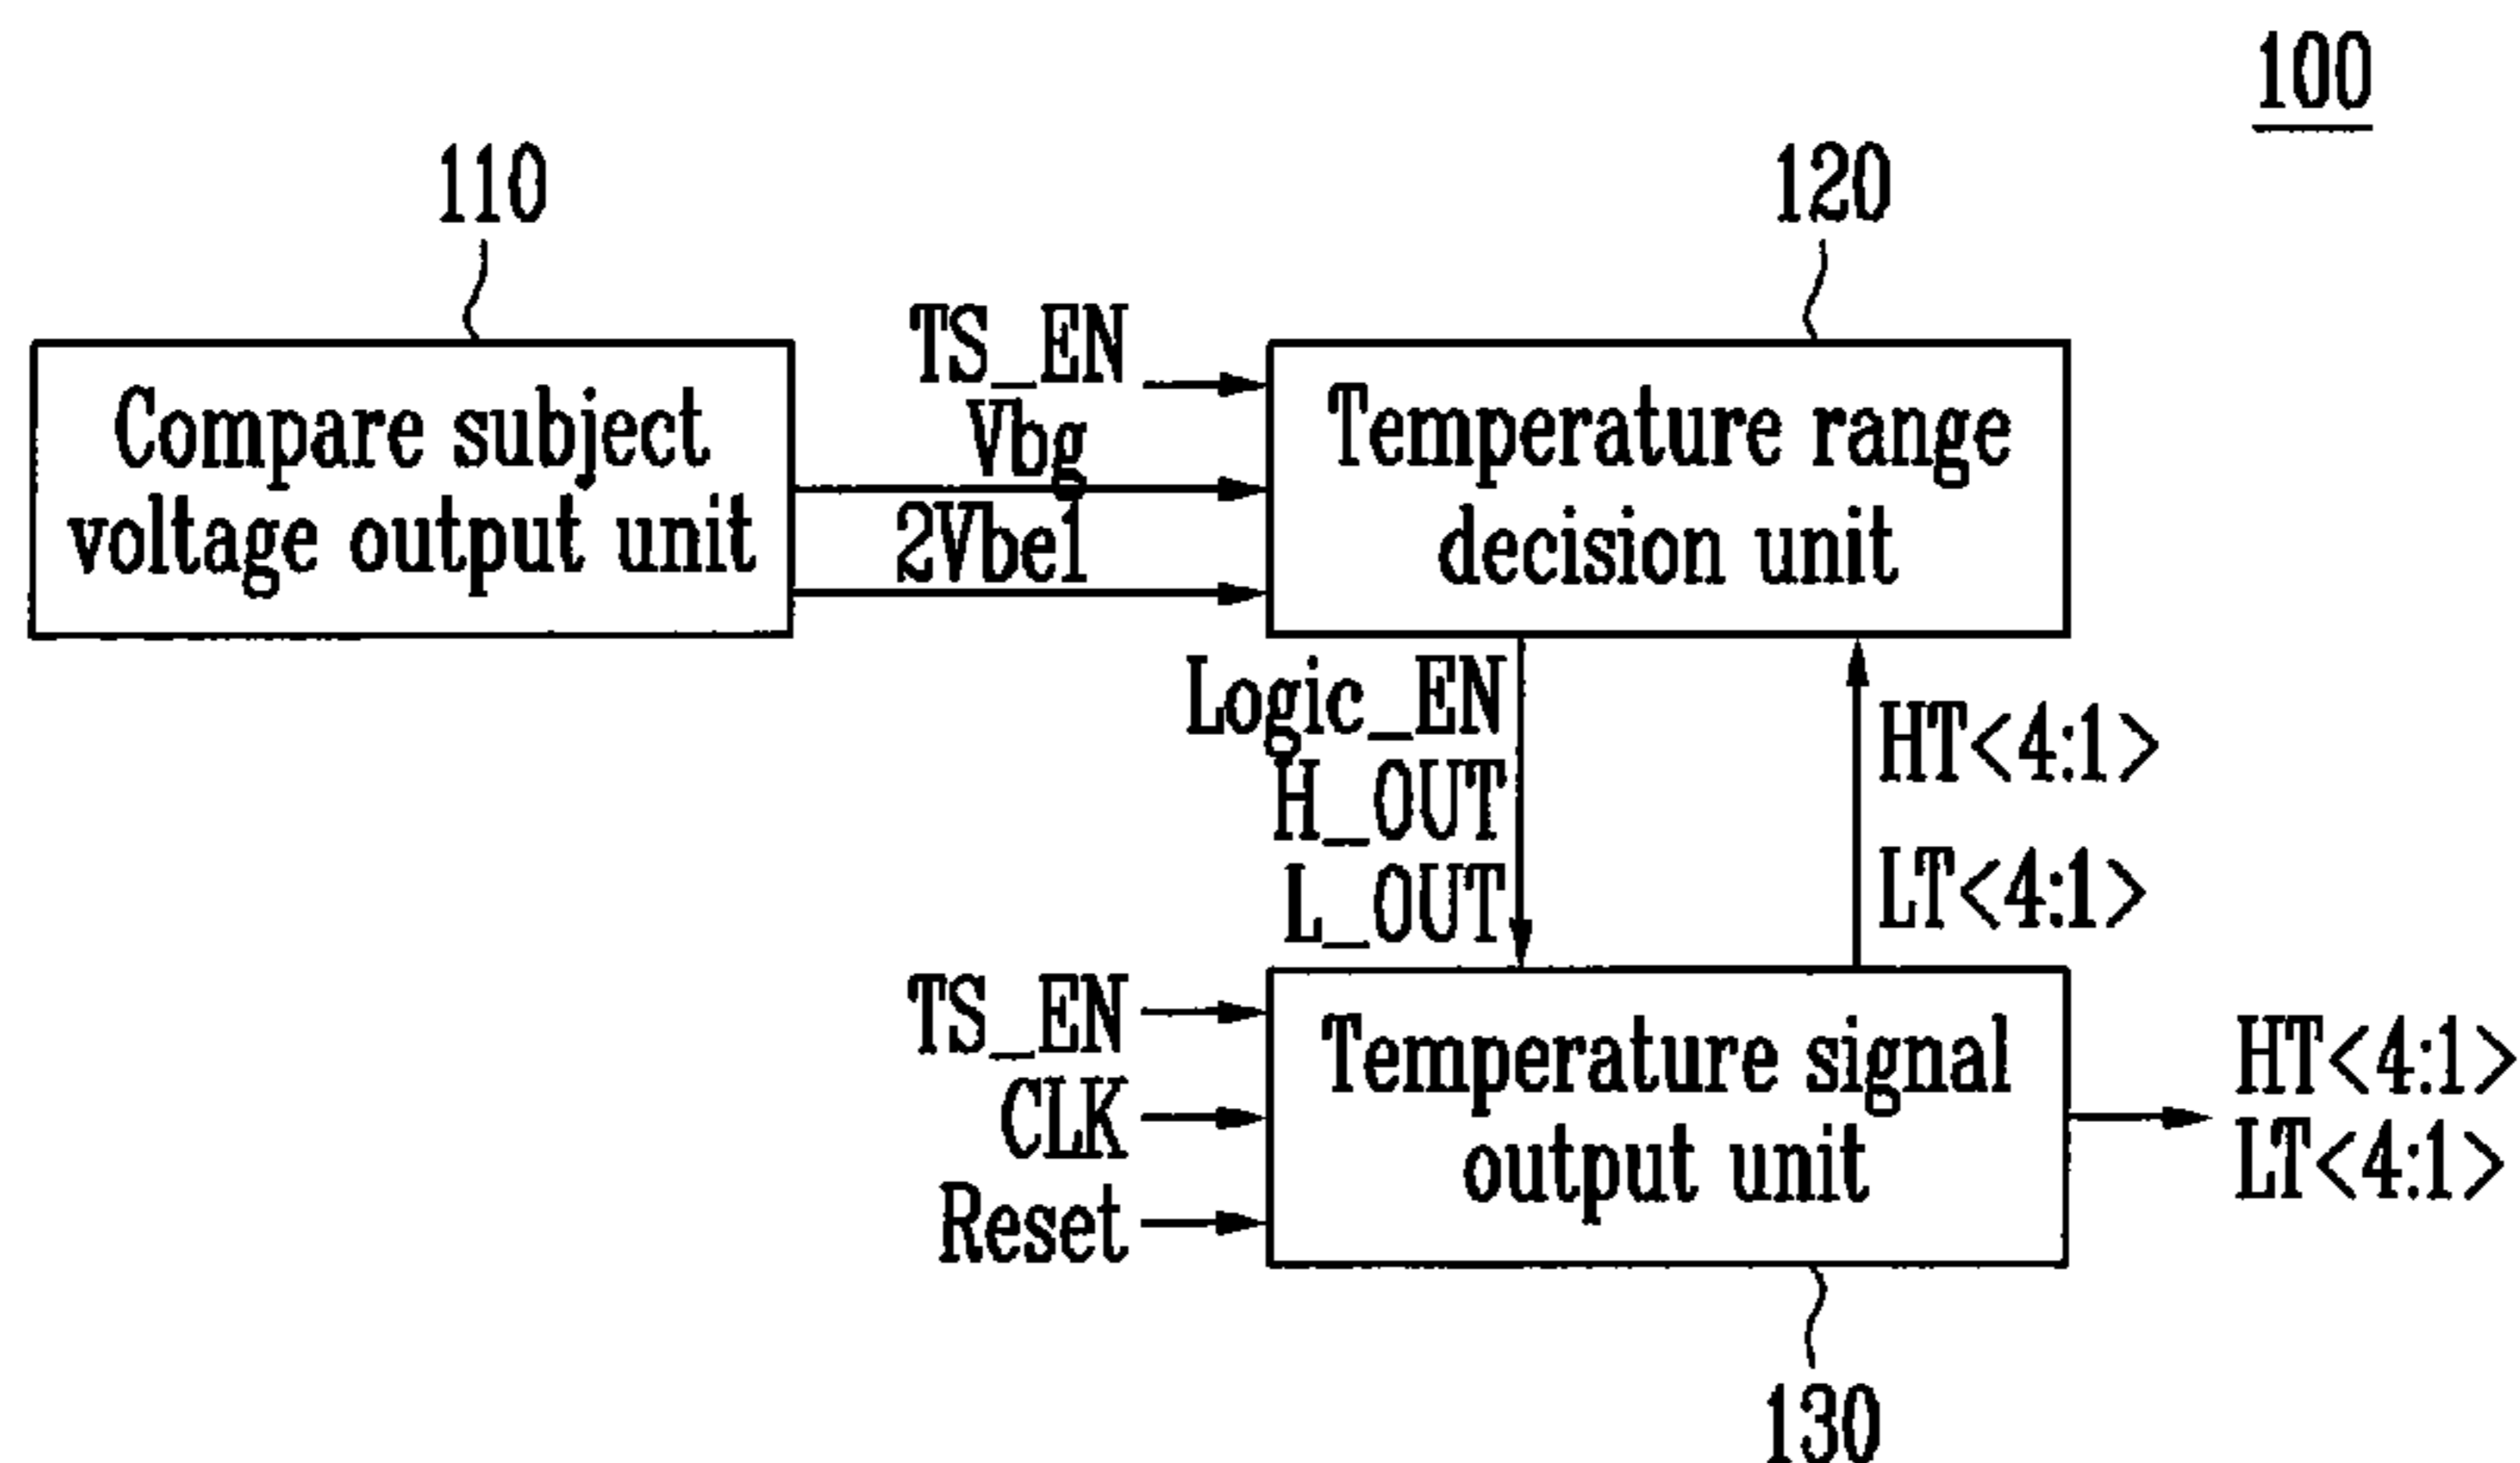 100
110
120
Compare subject
voltage output unit
TS_EN
Vbg
2Vbe1
Temperature range
decision unit
Logic_EN
H_OUT
L_OUT
HT<4:1>
LT<4:1>
TS_EN
CLK
Reset
Temperature signal
output unit
HT<4:1>
LT<4:1>
130